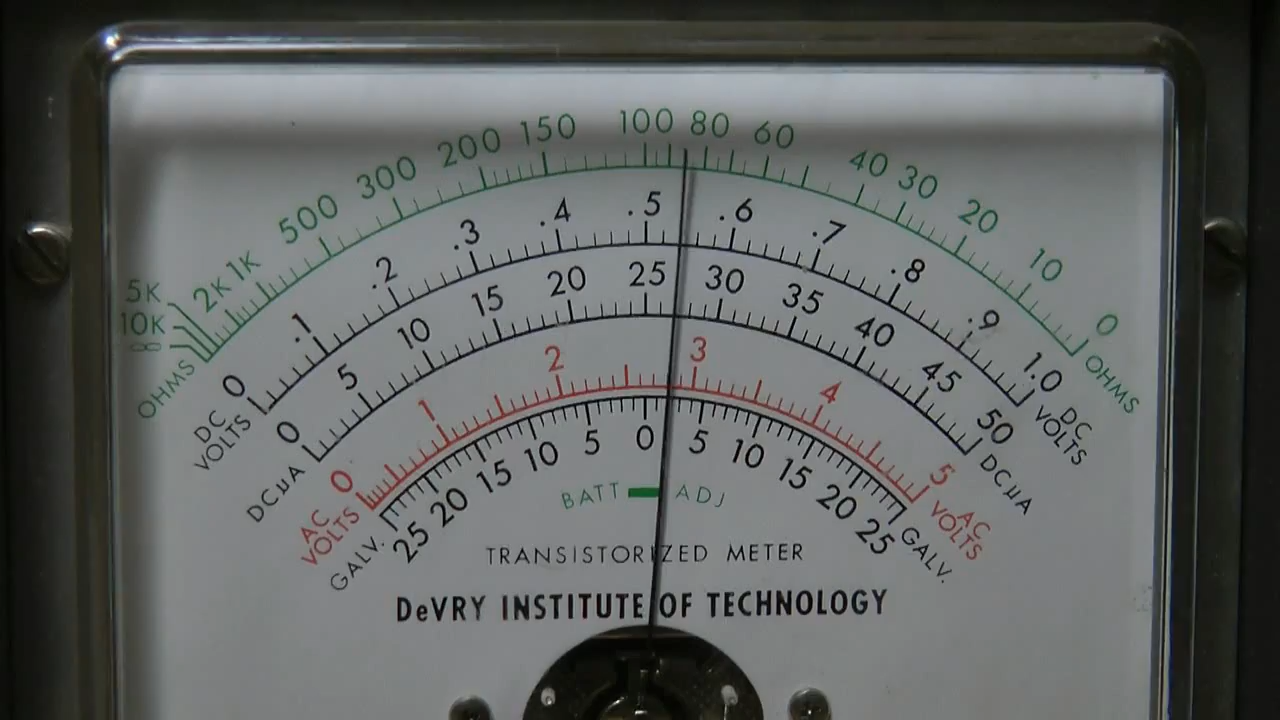 5K 10K ∞ 2K 1K 500 300 200 150 100 80 60 40 30 20 10 0
OHMS OHMS
0 .1 .2 .3 .4 .5 .6 .7 .8 .9 1.0
DC VOLTS DC VOLTS
0 5 10 15 20 25 30 35 40 45 50
DCμA DCμA
0 1 2 3 4 5
AC VOLTS AC VOLTS
25 20 15 10 5 0 5 10 15 20 25
GALV. GALV.
BATT ADJ
TRANSISTORIZED METER
DeVRY INSTITUTE OF TECHNOLOGY